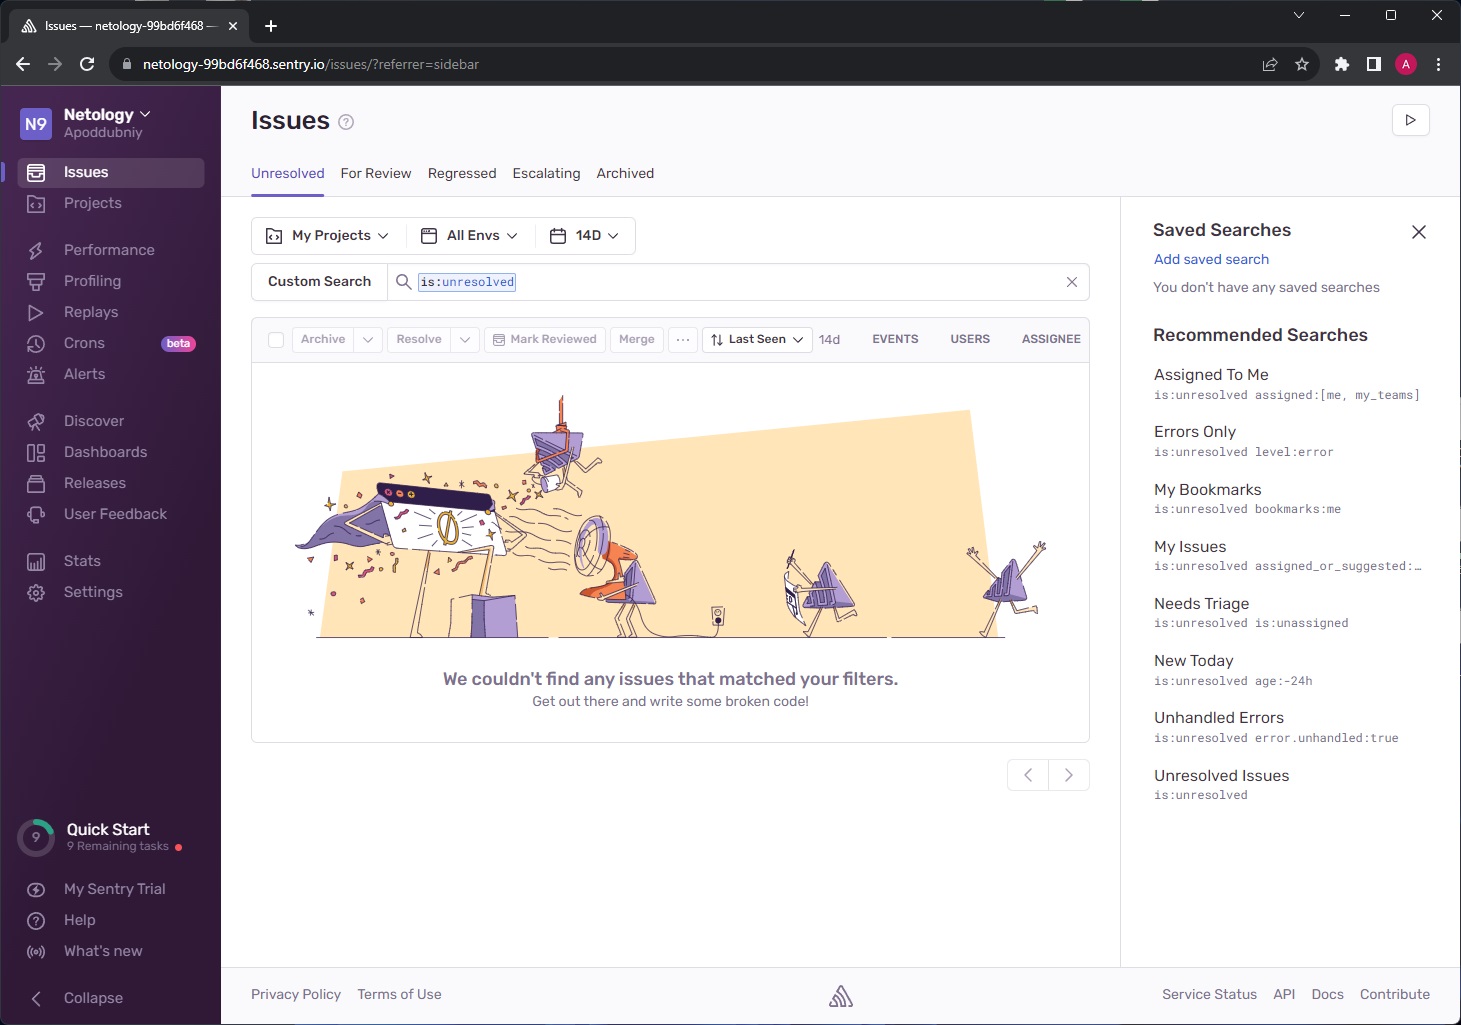 Issues — netology-99bd6f468 —
netology-99bd6f468.sentry.io/issues/?referrer=sidebar
A
N9
Netology
Apoddubniy
Issues
Projects
Performance
Profiling
Replays
Crons beta
Alerts
Discover
Dashboards
Releases
User Feedback
Stats
Settings
9
Quick Start
9 Remaining tasks
My Sentry Trial
Help
What's new
Collapse
Issues
Unresolved For Review Regressed Escalating Archived
My Projects All Envs 14D
Custom Search is:unresolved
Archive Resolve Mark Reviewed Merge ... Last Seen 14d EVENTS USERS ASSIGNEE
We couldn't find any issues that matched your filters.
Get out there and write some broken code!
Saved Searches
Add saved search
You don't have any saved searches
Recommended Searches
Assigned To Me
is:unresolved assigned:[me, my_teams]
Errors Only
is:unresolved level:error
My Bookmarks
is:unresolved bookmarks:me
My Issues
is:unresolved assigned_or_suggested:…
Needs Triage
is:unresolved is:unassigned
New Today
is:unresolved age:-24h
Unhandled Errors
is:unresolved error.unhandled:true
Unresolved Issues
is:unresolved
Privacy Policy Terms of Use
Service Status API Docs Contribute